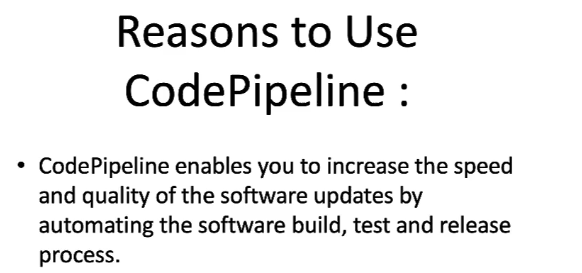 Reasons to Use
CodePipeline :
• CodePipeline enables you to increase the speed
and quality of the software updates by
automating the software build, test and release
process.